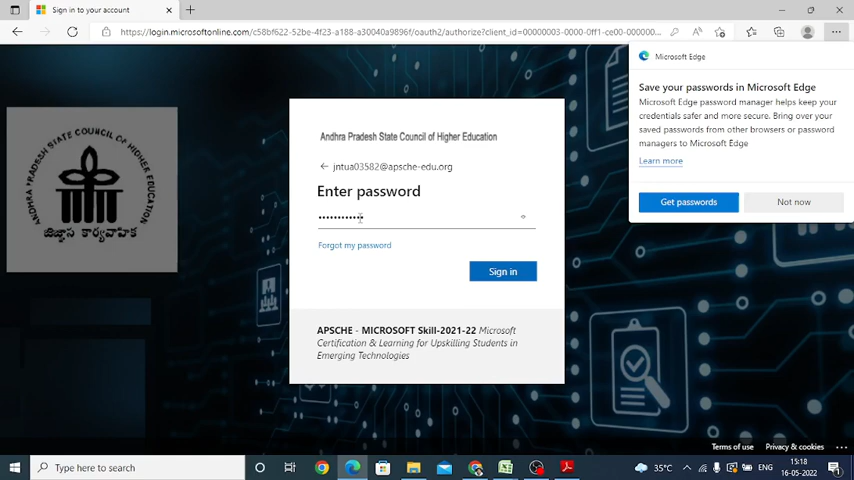 Sign in to your account
https://login.microsoftonline.com/c58bf622-52be-4f23-a188-a30040a9896f/oauth2/authorize?client_id=00000003-0000-0ff1-ce00-000000...
Microsoft Edge
Save your passwords in Microsoft Edge
Microsoft Edge password manager helps keep your
credentials safer and more secure. Bring over your
saved passwords from other browsers or password
managers to Microsoft Edge
Learn more
Get passwords
Not now
ANDHRA PRADESH STATE COUNCIL OF HIGHER EDUCATION
Andhra Pradesh State Council of Higher Education
jntua03582@apsche-edu.org
Enter password
Forgot my password
Sign in
APSCHE - MICROSOFT Skill-2021-22 Microsoft
Certification & Learning for Upskilling Students in
Emerging Technologies
Terms of use
Privacy & cookies
Type here to search
35°C
ENG
15:18
16-05-2022